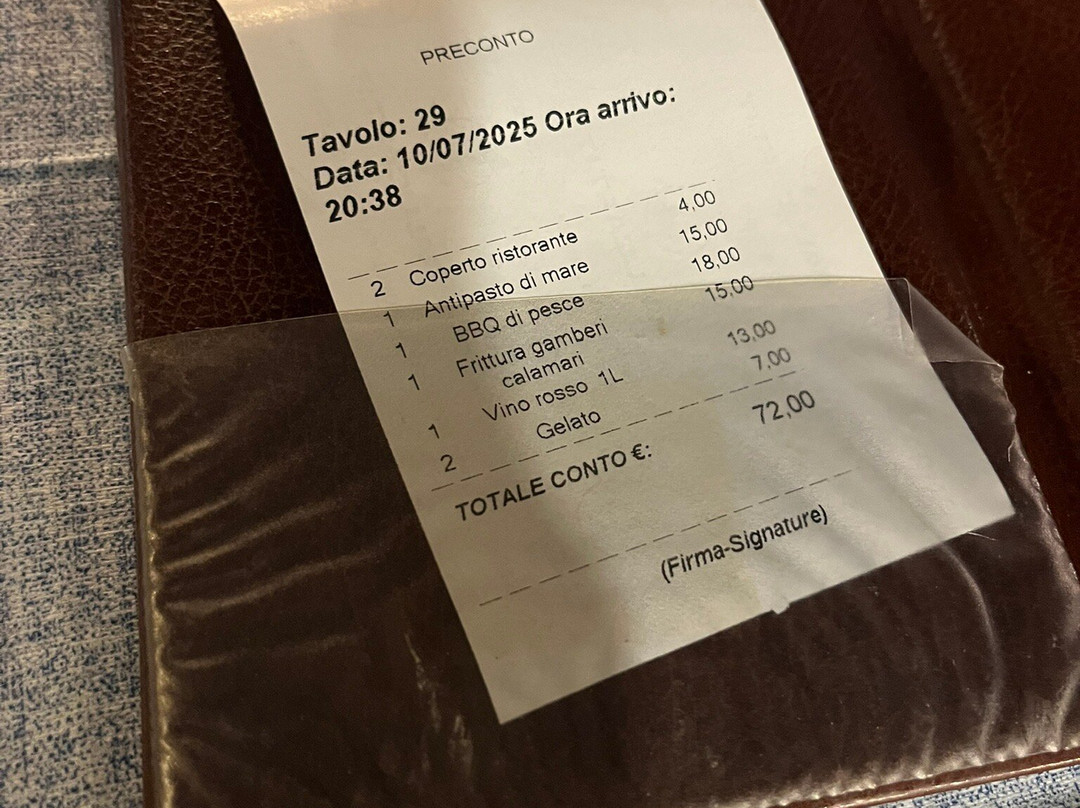 PRECONTO
Tavolo: 29
Data: 10/07/2025 Ora arrivo:
20:38
2 Coperto ristorante 4,00
1 Antipasto di mare 15,00
1 BBQ di pesce 18,00
1 Frittura gamberi 15,00
calamari
1 Vino rosso 1L 13,00
2 Gelato 7,00
TOTALE CONTO €: 72,00
(Firma-Signature)